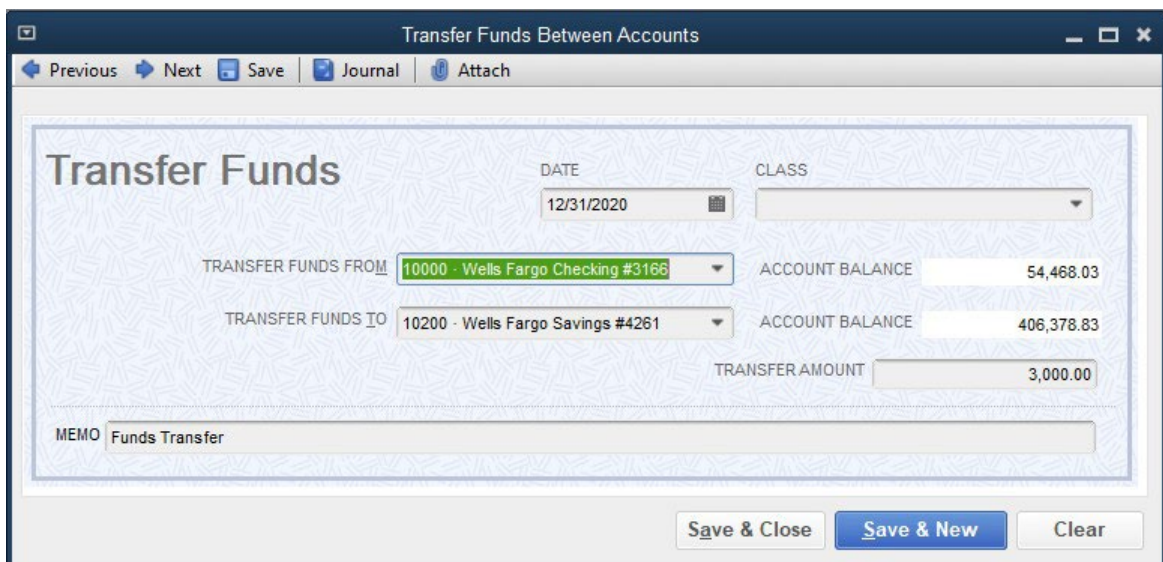 Transfer Funds Between Accounts
Previous Next Save Journal Attach
Transfer Funds
DATE CLASS
12/31/2020
TRANSFER FUNDS FROM 10000 · Wells Fargo Checking #3166 ACCOUNT BALANCE 54,468.03
TRANSFER FUNDS TO 10200 · Wells Fargo Savings #4261 ACCOUNT BALANCE 406,378.83
TRANSFER AMOUNT 3,000.00
MEMO Funds Transfer
Save & Close Save & New Clear